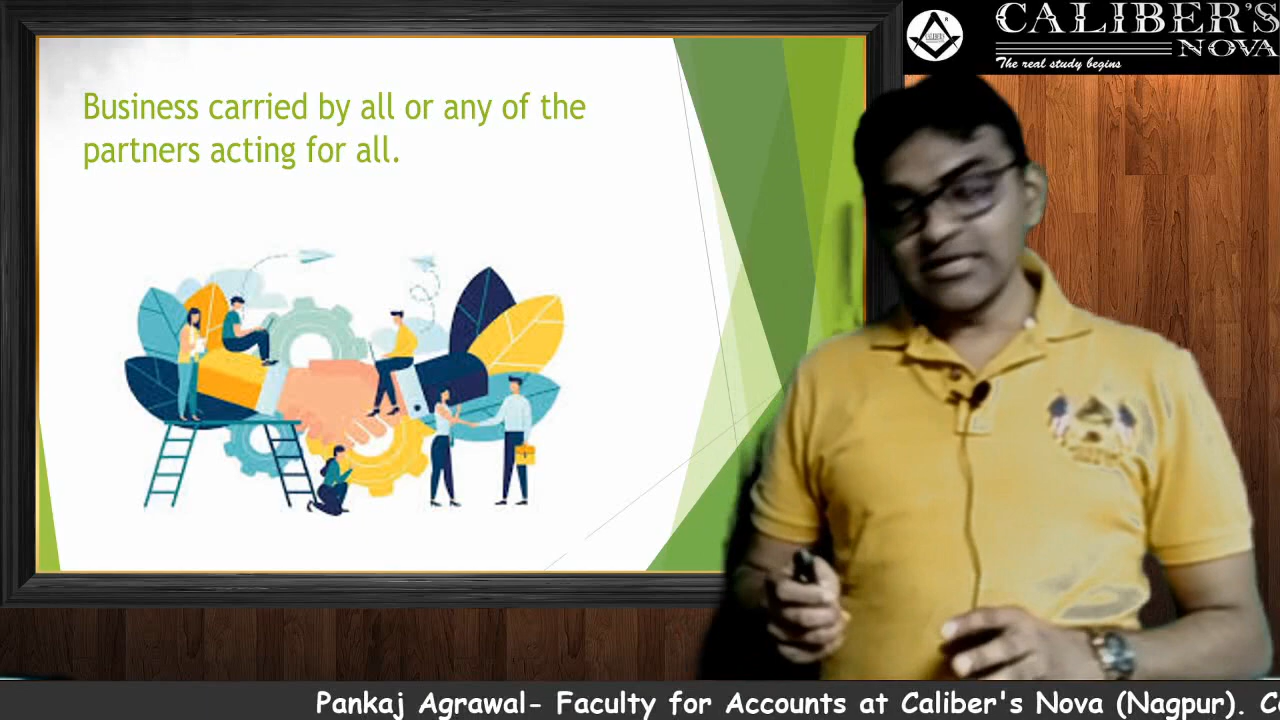 CALIBER'S
NOVA
The real study begins
Business carried by all or any of the
partners acting for all.
Pankaj Agrawal- Faculty for Accounts at Caliber's Nova (Nagpur). Co